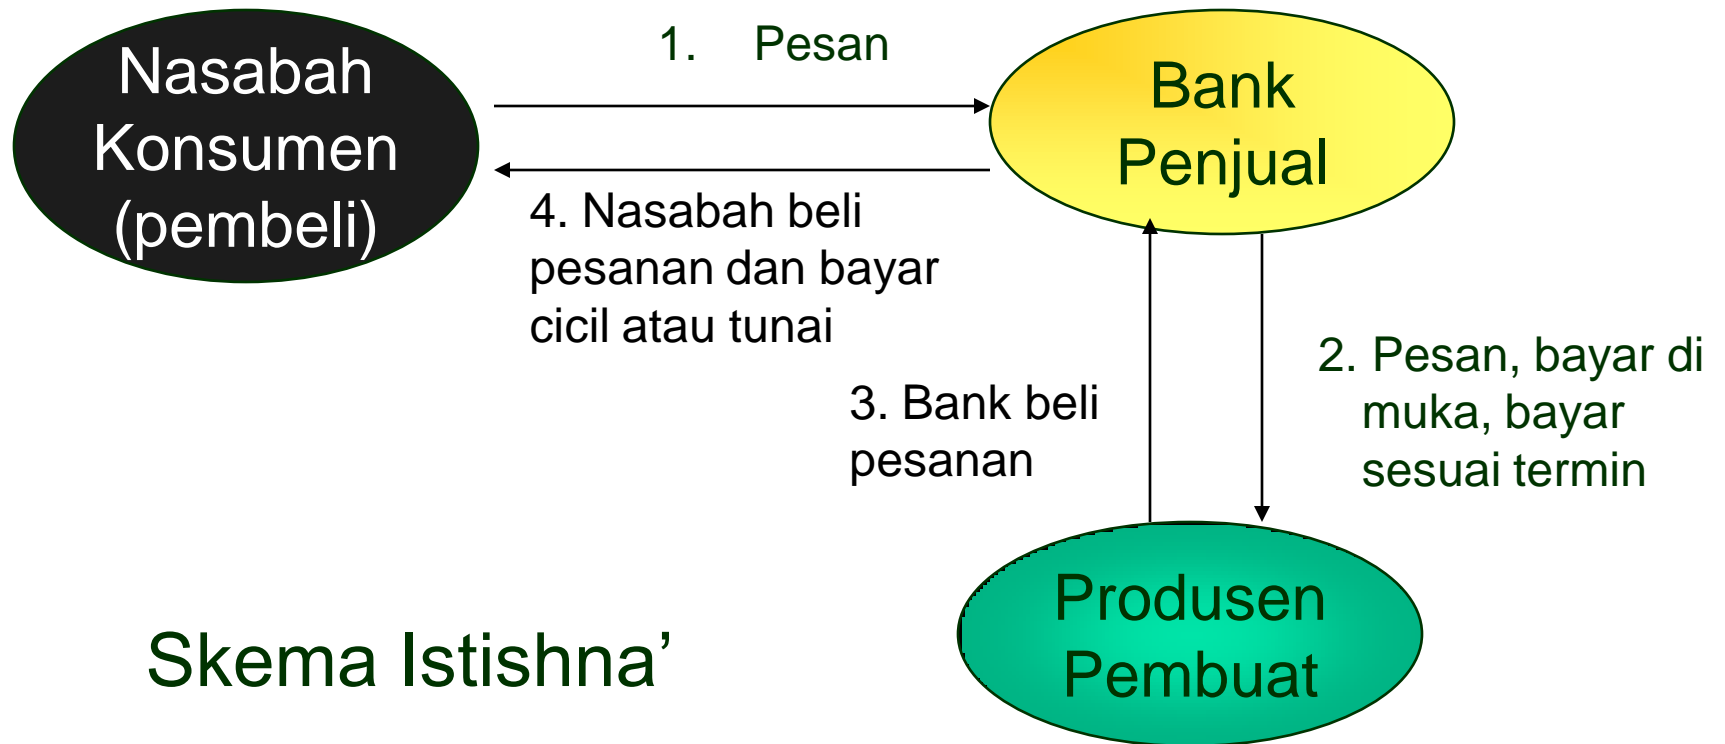 Nasabah
Konsumen
(pembeli)
1. Pesan
Bank
Penjual
4. Nasabah beli
pesanan dan bayar
cicil atau tunai
2. Pesan, bayar di
muka, bayar
sesuai termin
3. Bank beli
pesanan
Produsen
Pembuat
Skema Istishna’